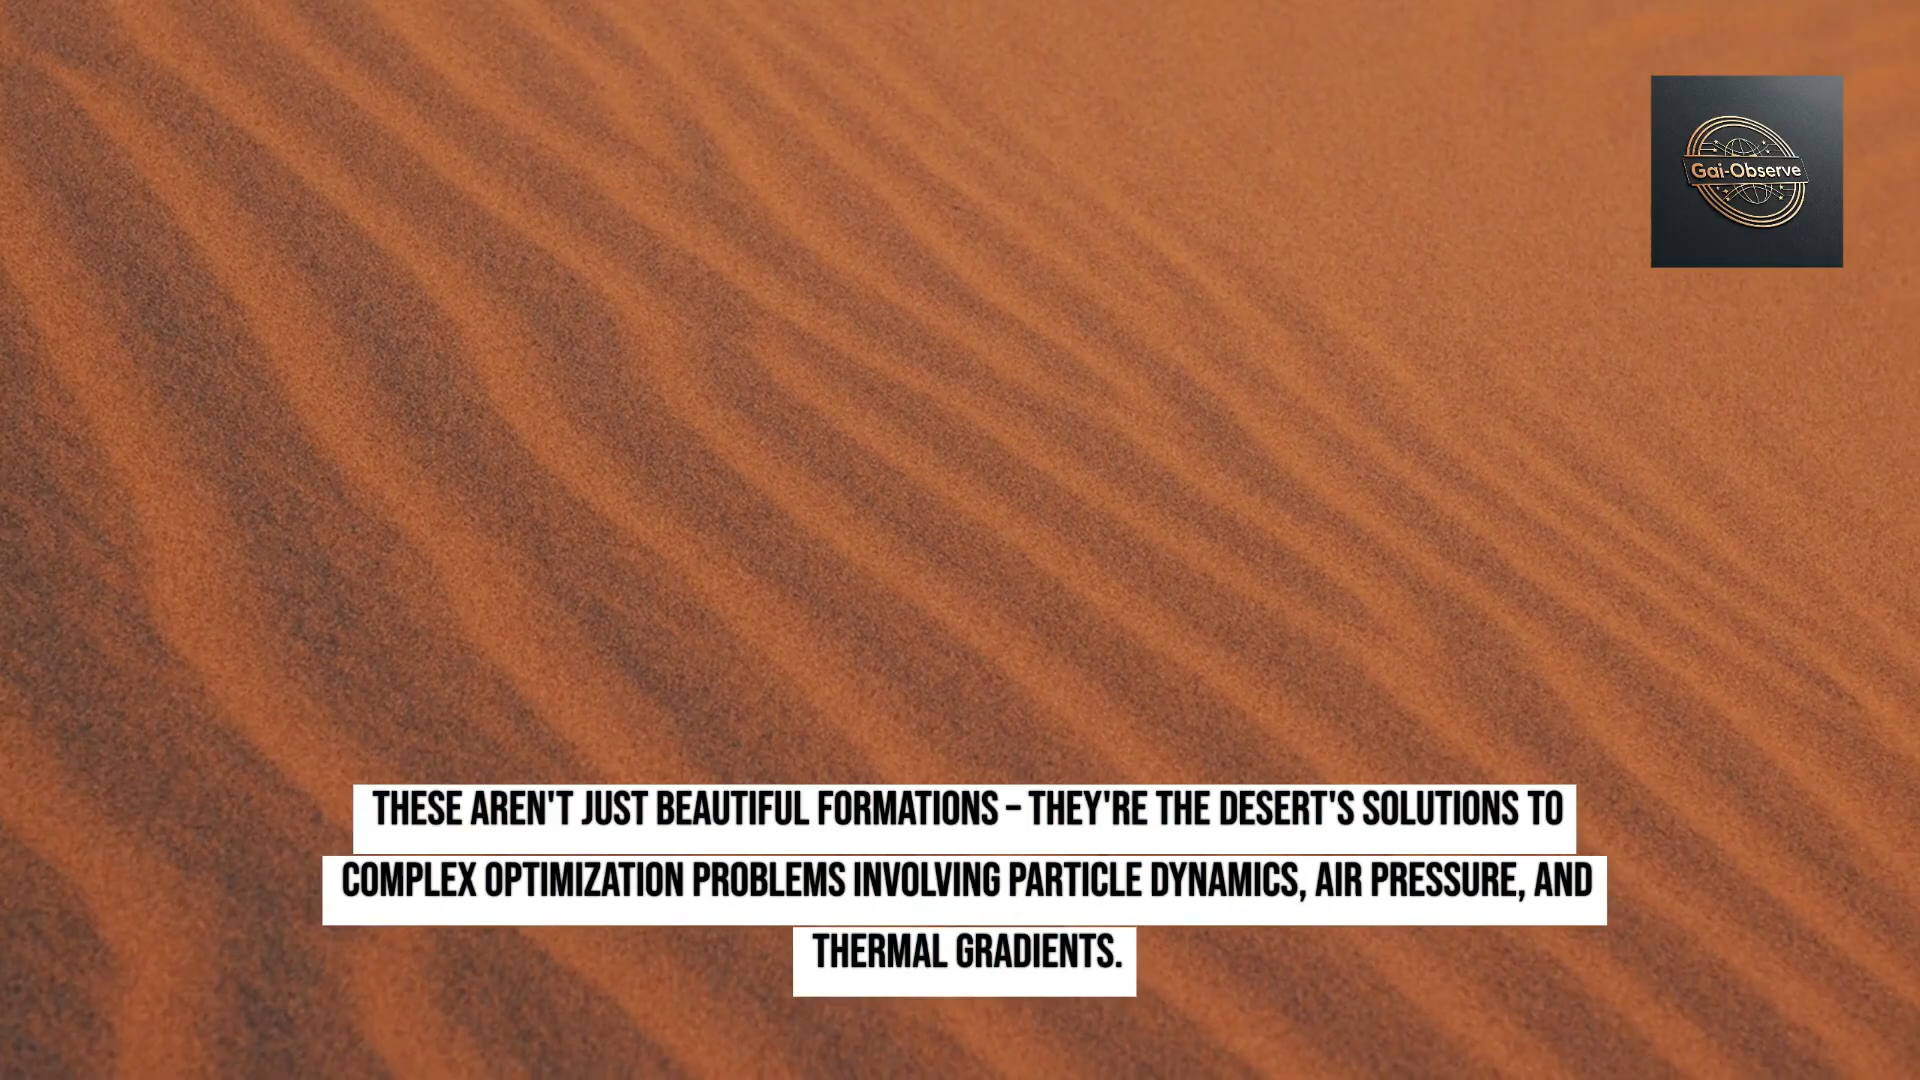 Gai-Observe
THESE AREN'T JUST BEAUTIFUL FORMATIONS – THEY'RE THE DESERT'S SOLUTIONS TO
COMPLEX OPTIMIZATION PROBLEMS INVOLVING PARTICLE DYNAMICS, AIR PRESSURE, AND
THERMAL GRADIENTS.